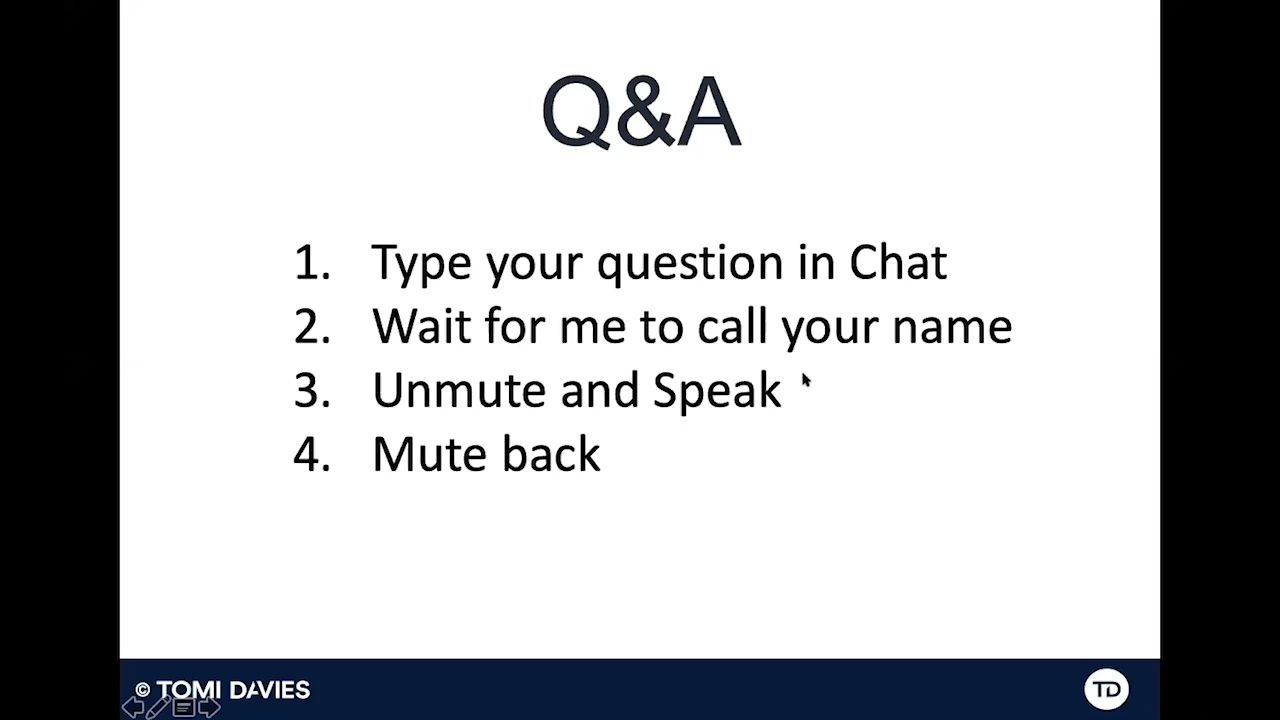 Q&A
1. Type your question in Chat
2. Wait for me to call your name
3. Unmute and Speak
4. Mute back
© TOMI DAVIES
TD